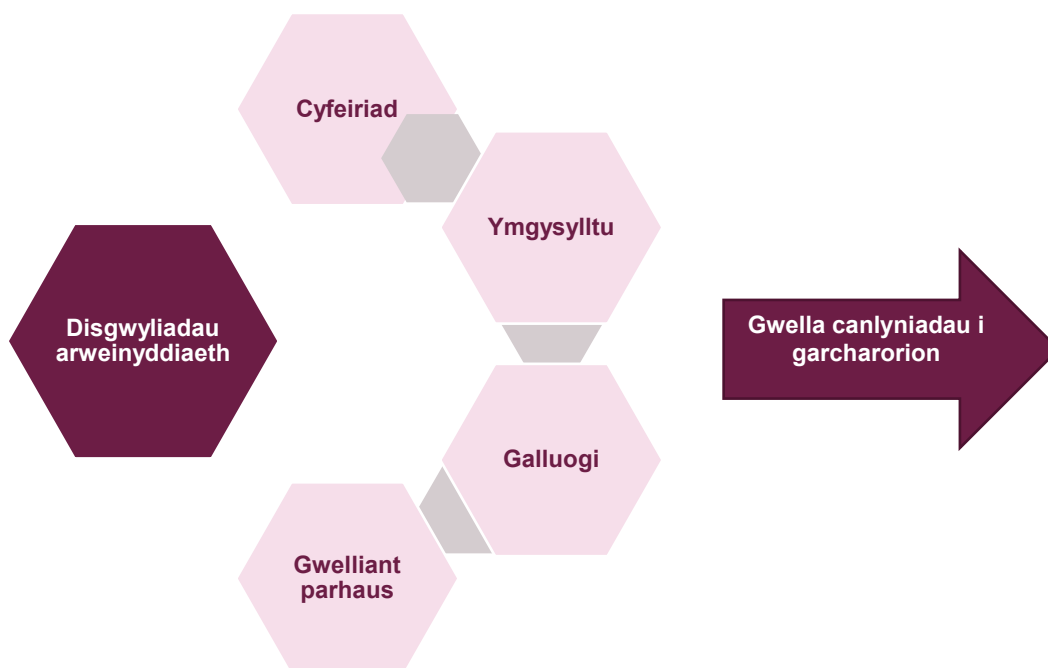 Cyfeiriad
Ymgysylltu
Disgwyliadau
arweinyddiaeth
Gwella canlyniadau i
garcharorion
Galluogi
Gwelliant
parhaus